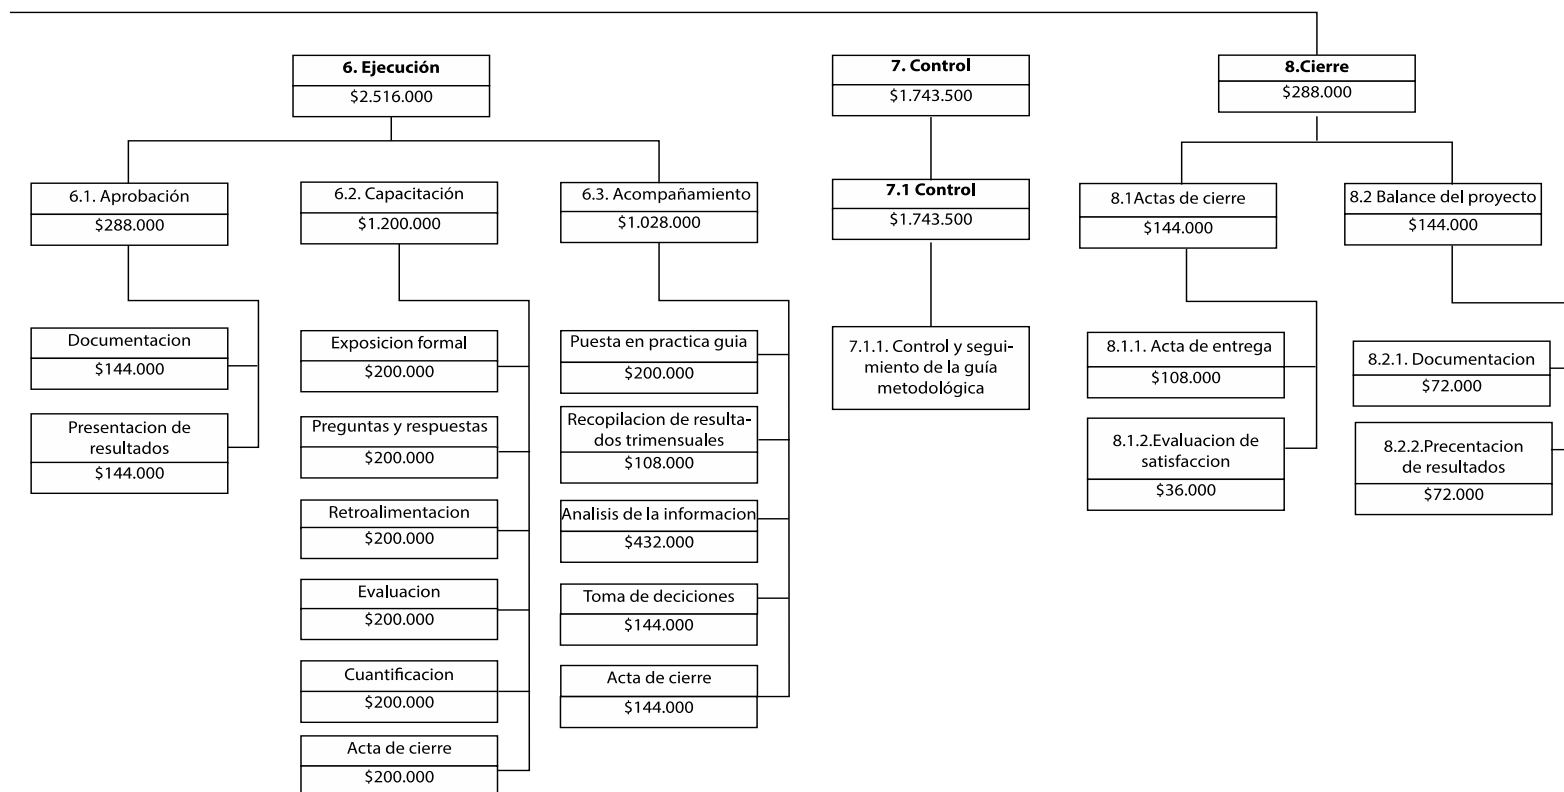 6. Ejecución
$2.516.000
6.1. Aprobación
$288.000
Documentacion
$144.000
Presentacion de
resultados
$144.000
6.2. Capacitación
$1.200.000
Exposicion formal
$200.000
Preguntas y respuestas
$200.000
Retroalimentacion
$200.000
Evaluacion
$200.000
Cuantificacion
$200.000
Acta de cierre
$200.000
6.3. Acompañamiento
$1.028.000
Puesta en practica guia
$200.000
Recopilacion de resulta-
dos trimensuales
$108.000
Analisis de la informacion
$432.000
Toma de deciciones
$144.000
Acta de cierre
$144.000
7. Control
$1.743.500
7.1 Control
$1.743.500
7.1.1. Control y segui-
miento de la guía
metodológica
8.Cierre
$288.000
8.1Actas de cierre
$144.000
8.1.1. Acta de entrega
$108.000
8.1.2.Evaluacion de
satisfaccion
$36.000
8.2 Balance del proyecto
$144.000
8.2.1. Documentacion
$72.000
8.2.2.Precentacion
de resultados
$72.000